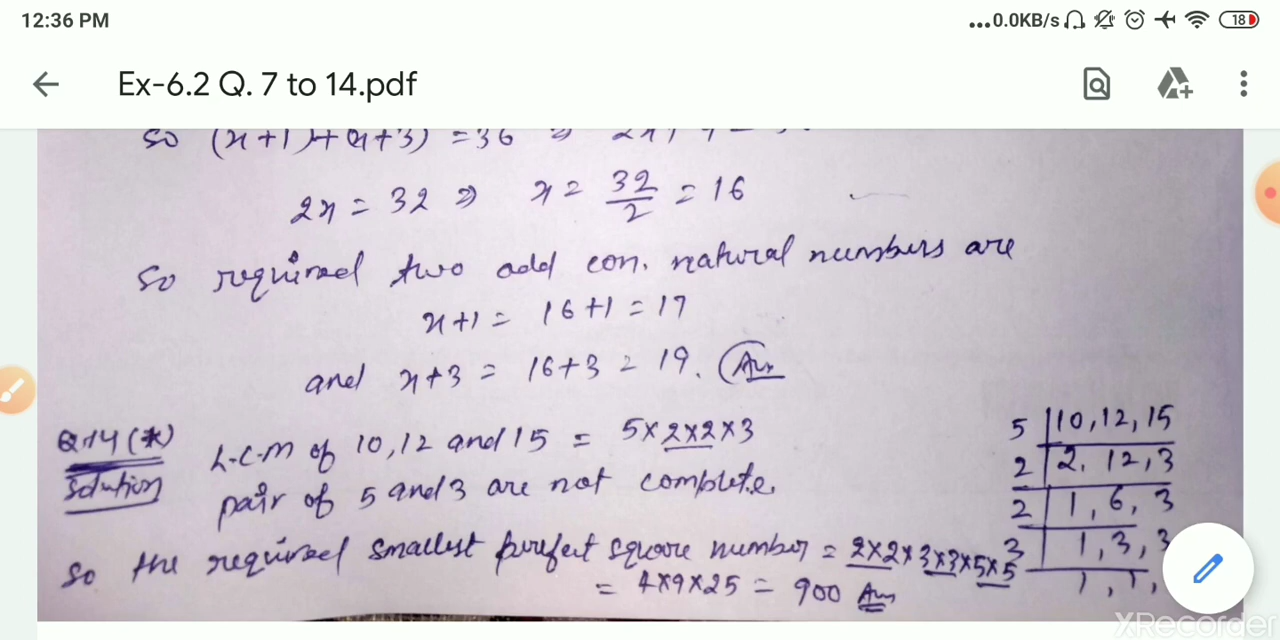 12:36 PM
...0.0KB/s
18
Ex-6.2 Q. 7 to 14.pdf
So (x+1)+(x+3) = 36 ⇒
2x = 32 ⇒ x = 32/2 = 16
So required two odd con. natural numbers are
x+1 = 16+1 = 17
and x+3 = 16+3 = 19. Ans
Q.14 (*)
Solution
L.C.M of 10, 12 and 15 = 5×2×2×3
pair of 5 and 3 are not complete.
So the required smallest perfect square number = 2×2×3×3×5×5
= 4×9×25 = 900 Ans
5 | 10, 12, 15
2 | 2, 12, 3
2 | 1, 6, 3
3 | 1, 3, 3
1, 1,
XRecorder